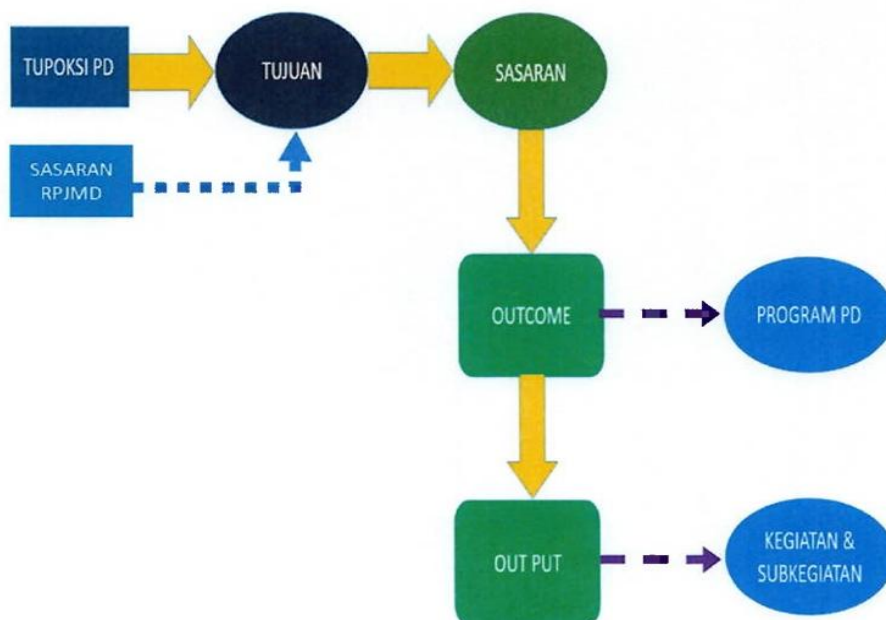 TUPOKSI PD
TUJUAN
SASARAN
SASARAN
RPJMD
OUTCOME
PROGRAM PD
OUT PUT
KEGIATAN &
SUBKEGIATAN